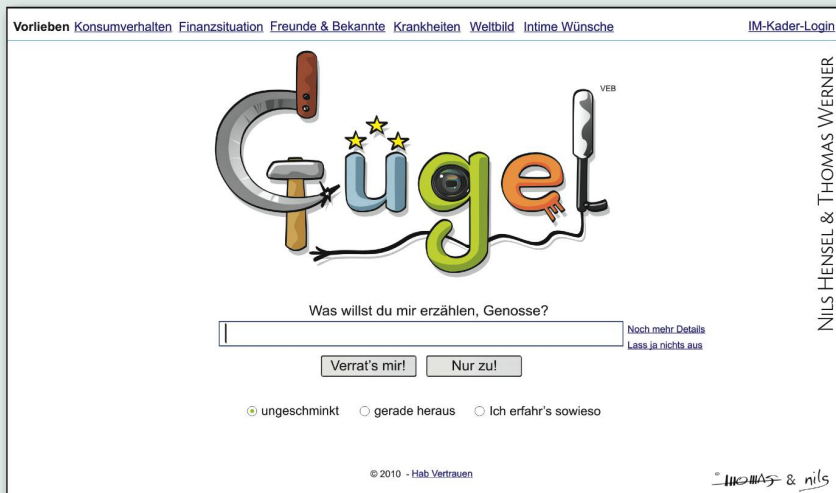 Vorlieben Konsumverhalten Finanzsituation Freunde & Bekannte Krankheiten Weltbild Intime Wünsche IM-Kader-Login
VEB
Gügel
NILS HENSEL & THOMAS WERNER
Was willst du mir erzählen, Genosse?
Noch mehr Details
Lass ja nichts aus
Verrat's mir! Nur zu!
ungeschminkt gerade heraus Ich erfahr's sowieso
© 2010 - Hab Vertrauen
THOMAS & nils